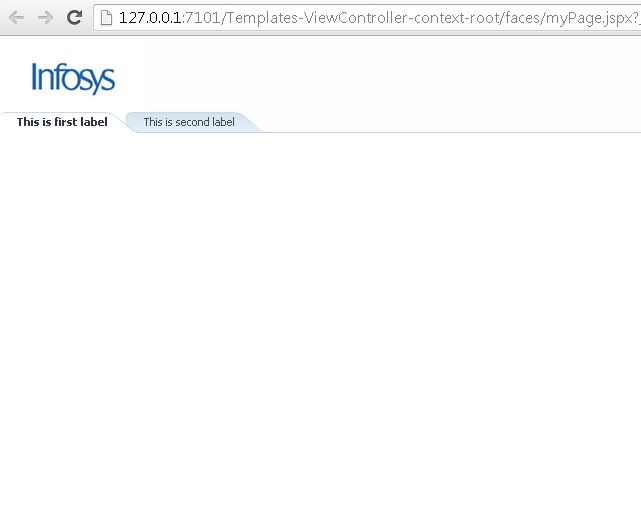 127.0.0.1:7101/Templates-ViewController-context-root/faces/myPage.jspx?_
Infosys
This is first label
This is second label